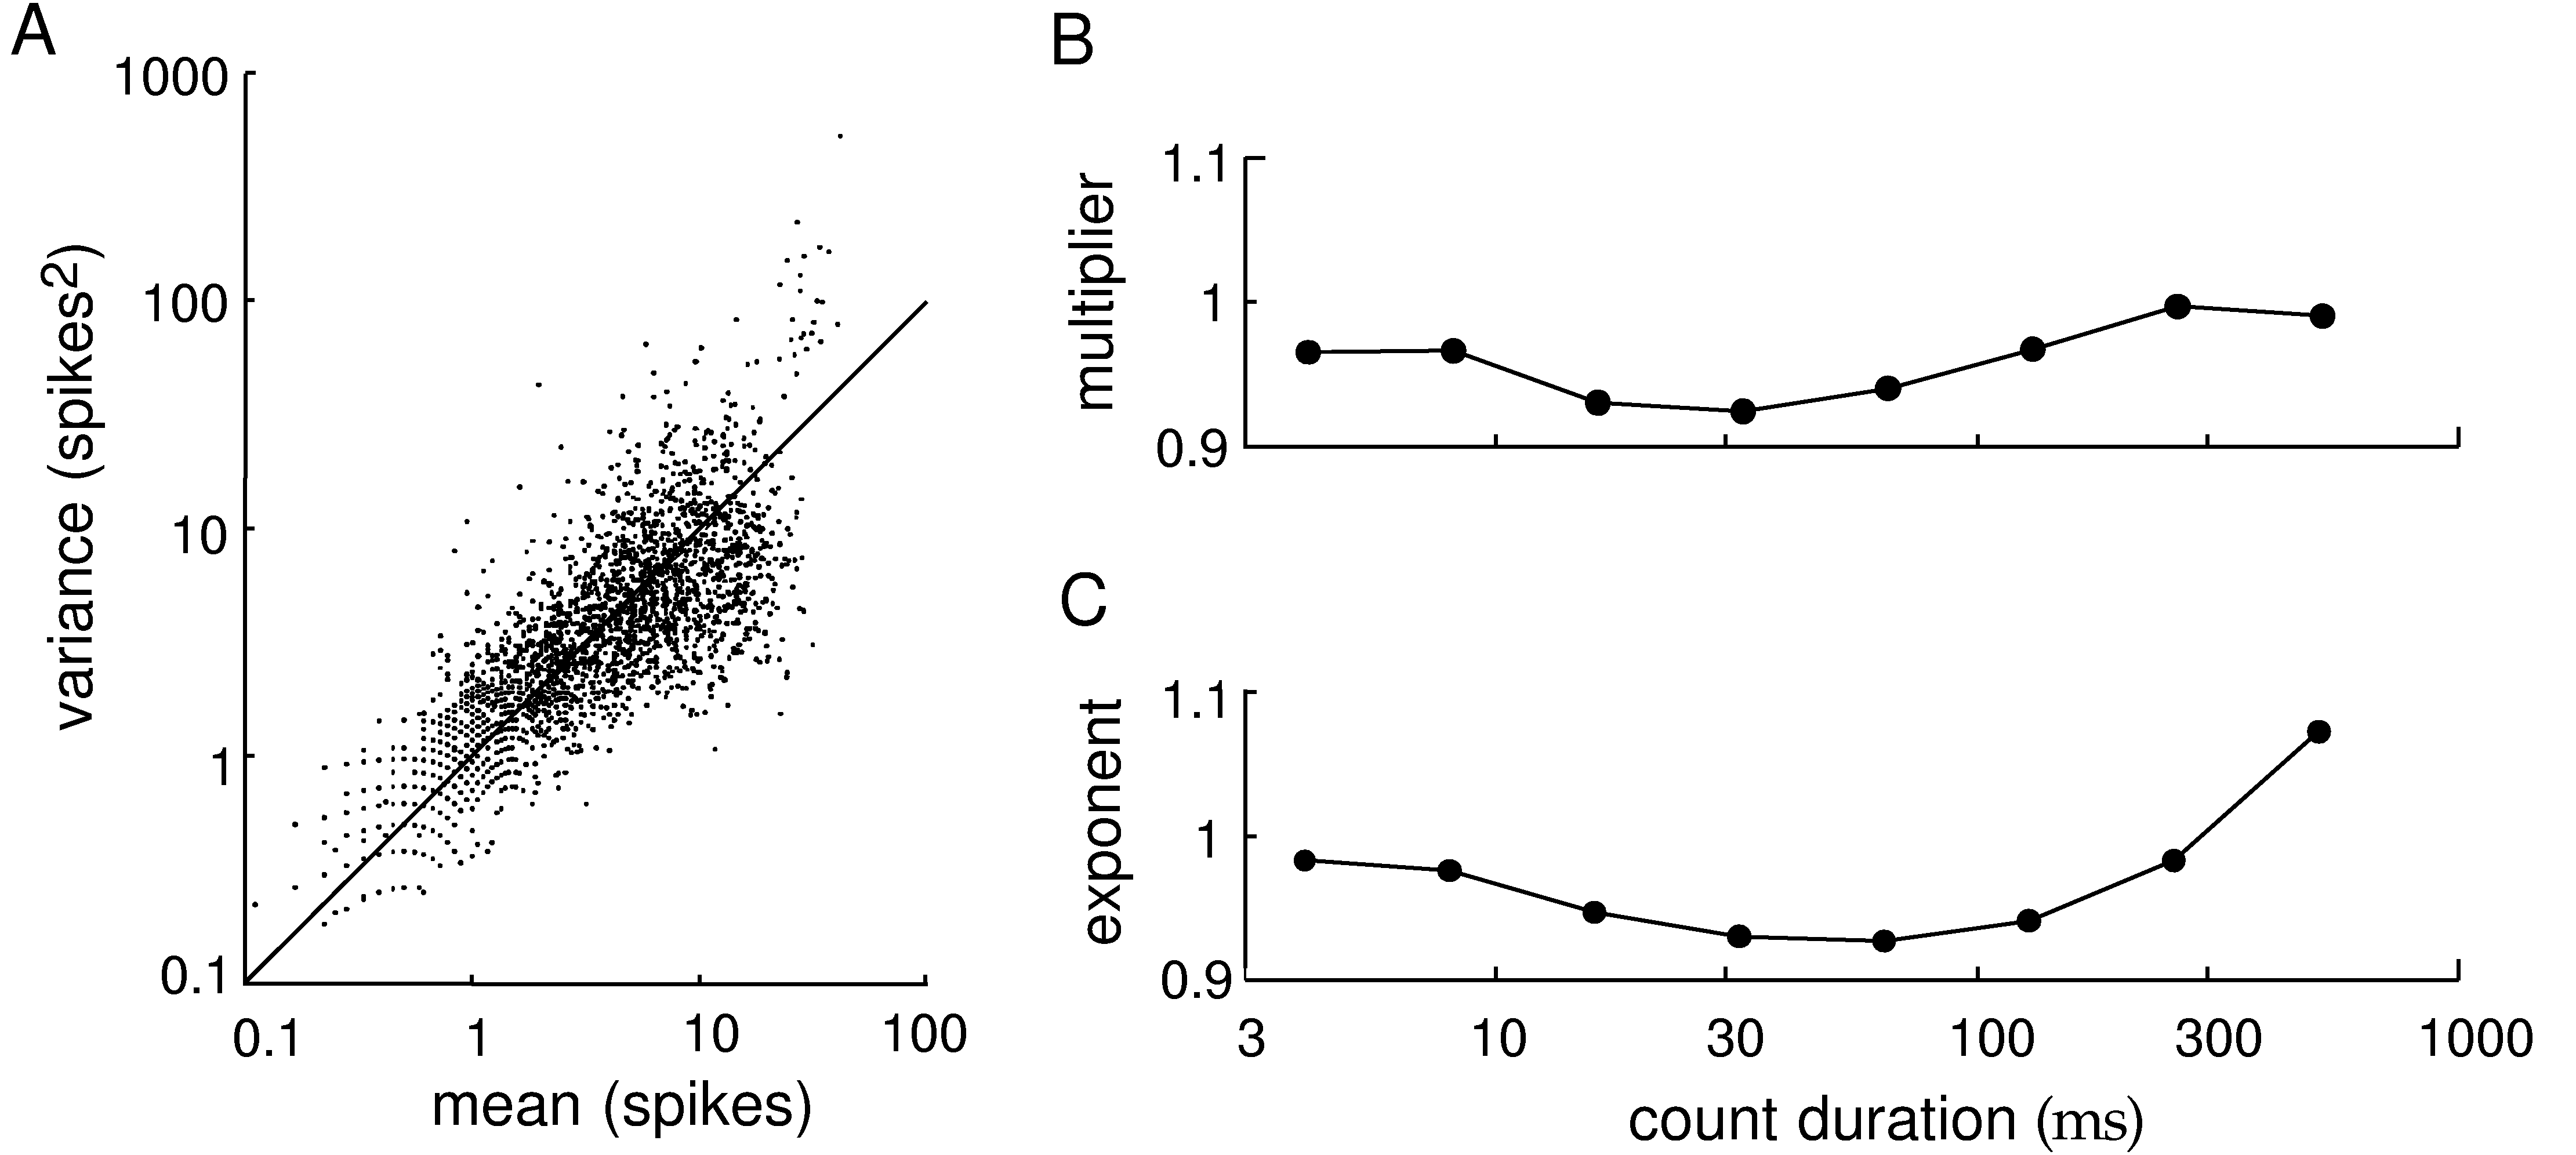 A
1000
100
10
1
0.1
variance (spikes2)
0.1 1 10 100
mean (spikes)
B
1.1
1
0.9
multiplier
C
1.1
1
0.9
exponent
3 10 30 100 300 1000
count duration (ms)